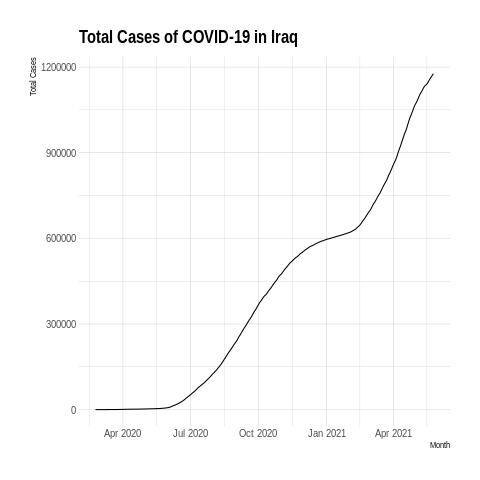 Total Cases of COVID-19 in Iraq
Total Cases
1200000
900000
600000
300000
0
Apr 2020 Jul 2020 Oct 2020 Jan 2021 Apr 2021
Month